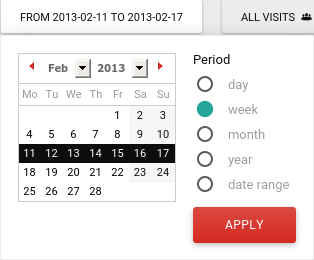 FROM 2013-02-11 TO 2013-02-17
ALL VISITS
Feb 2013
Mo Tu We Th Fr Sa Su
1 2 3
4 5 6 7 8 9 10
11 12 13 14 15 16 17
18 19 20 21 22 23 24
25 26 27 28
Period
day
week
month
year
date range
APPLY